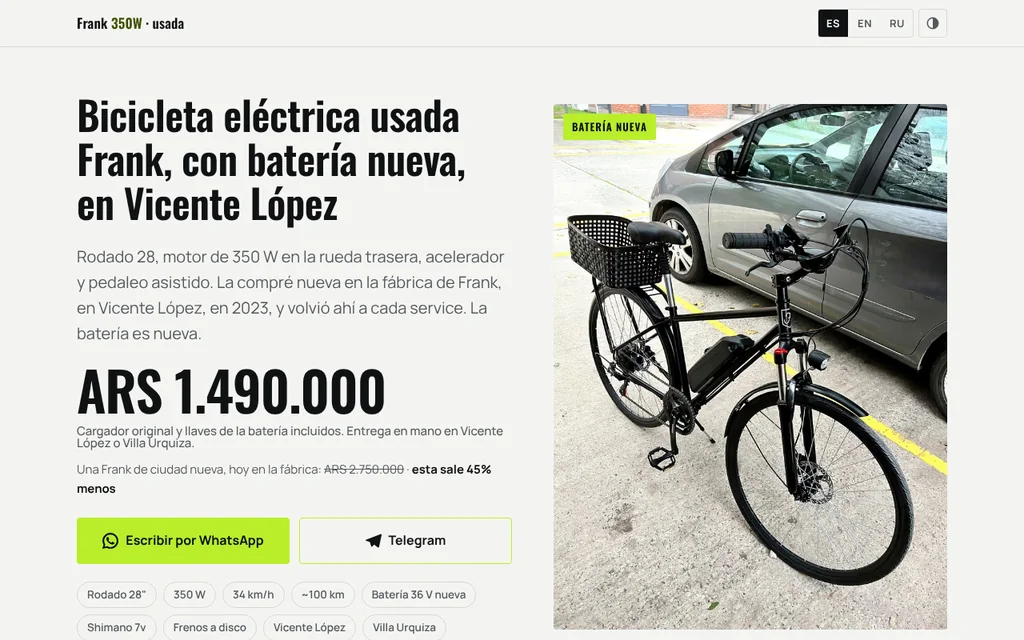 Frank 350W · usada
ES EN RU
Bicicleta eléctrica usada
Frank, con batería nueva,
en Vicente López
Rodado 28, motor de 350 W en la rueda trasera, acelerador
y pedaleo asistido. La compré nueva en la fábrica de Frank,
en Vicente López, en 2023, y volvió ahí a cada service. La
batería es nueva.
ARS 1.490.000
Cargador original y llaves de la batería incluidos. Entrega en mano en Vicente
López o Villa Urquiza.
Una Frank de ciudad nueva, hoy en la fábrica: ARS 2.750.000 · esta sale 45%
menos
Escribir por WhatsApp
Telegram
Rodado 28" 350 W 34 km/h ~100 km Batería 36 V nueva
Shimano 7v Frenos a disco Vicente López Villa Urquiza
BATERÍA NUEVA